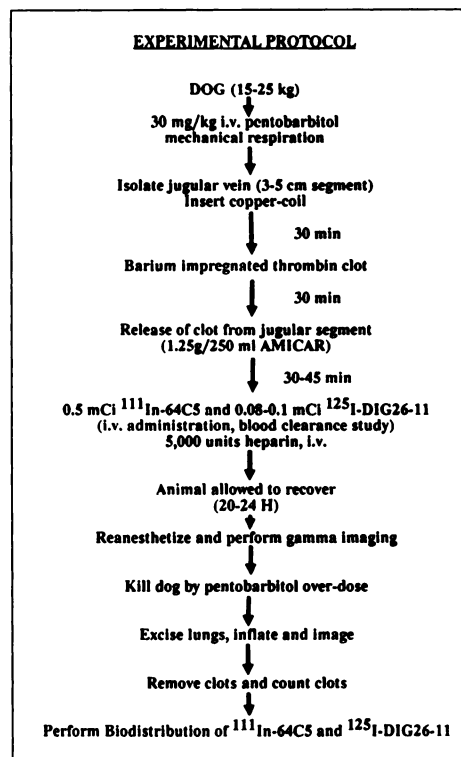 EXPERIMENTAL PROTOCOL
DOG (15-25 kg)
30 mg/kg i.v. pentobarbitol
mechanical respiration
Isolate jugular vein (3-5 cm segment)
Insert copper-coil
30 min
Barium impregnated thrombin clot
30 min
Release of clot from jugular segment
(1.25g/250 ml AMICAR)
30-45 min
0.5 mCi ¹¹¹In-64C5 and 0.08-0.1 mCi ¹²⁵I-DIG26-11
(i.v. administration, blood clearance study)
5,000 units heparin, i.v.
Animal allowed to recover
(20-24 H)
Reanesthetize and perform gamma imaging
Kill dog by pentobarbitol over-dose
Excise lungs, inflate and image
Remove clots and count clots
Perform Biodistribution of ¹¹¹In-64C5 and ¹²⁵I-DIG26-11